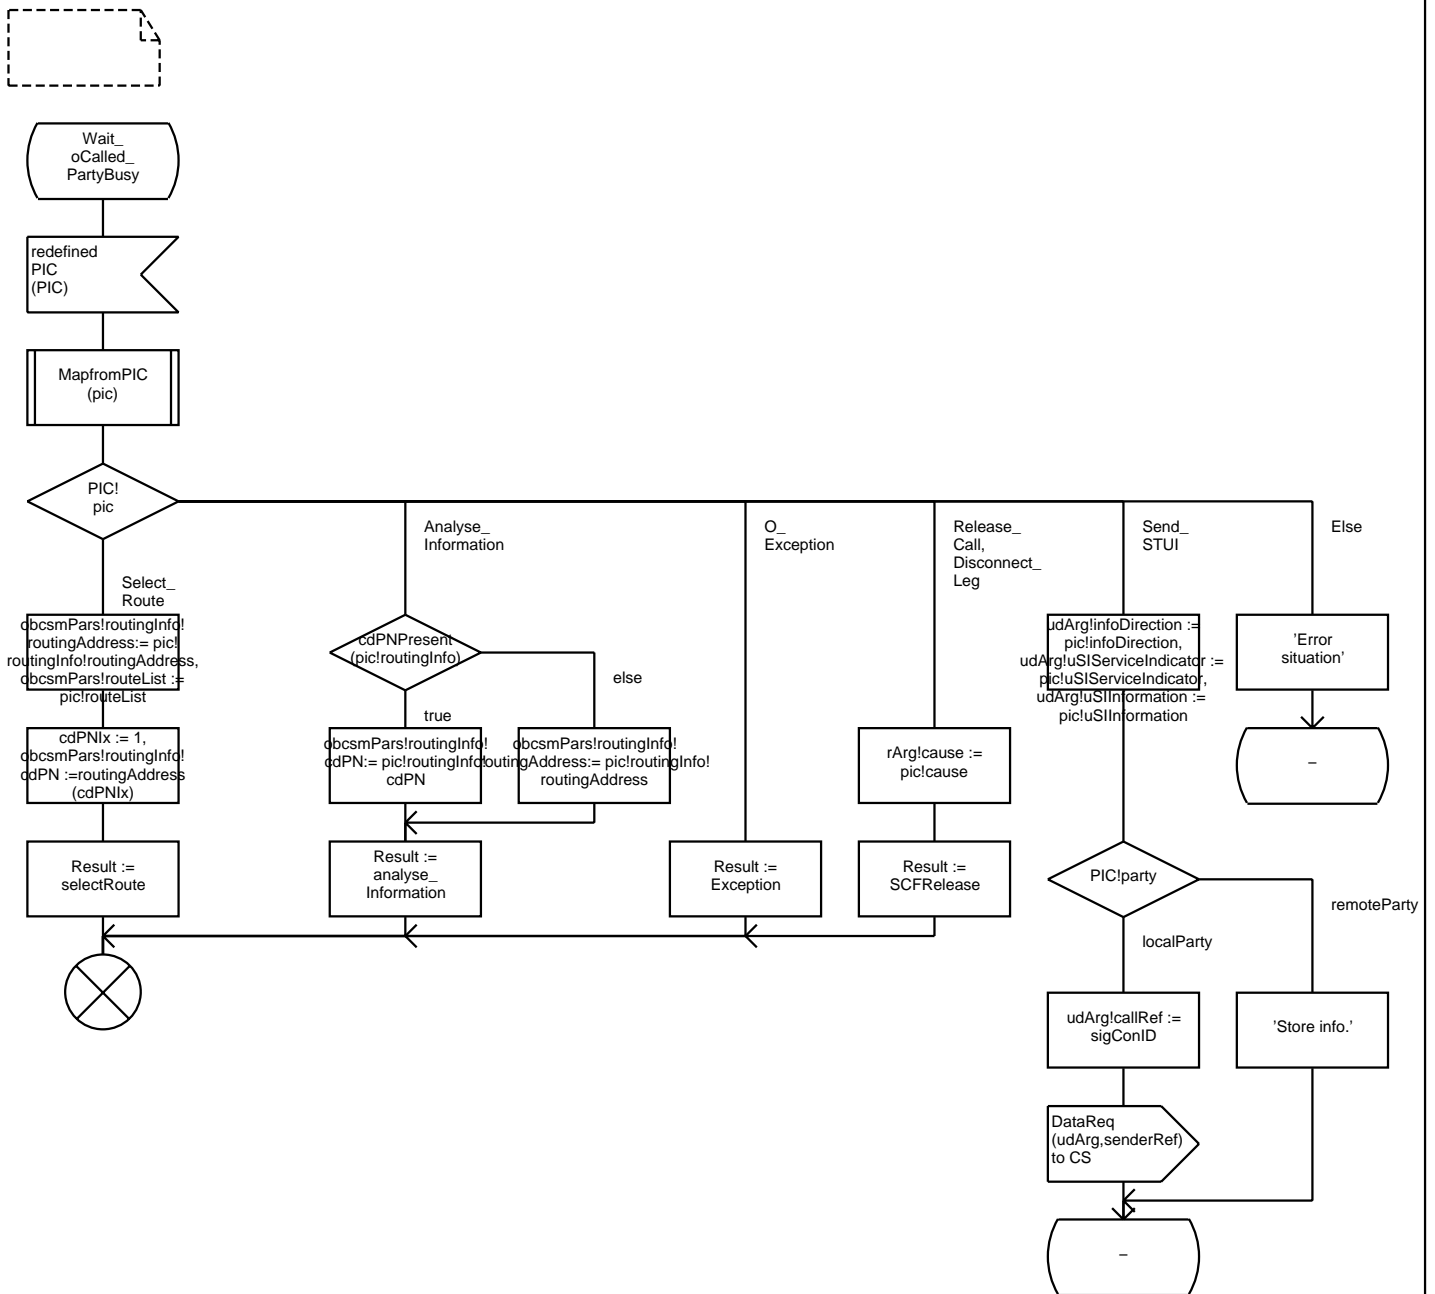 Wait_
oCalled_
PartyBusy
redefined
PIC
(PIC)
MapfromPIC
(pic)
PIC!
pic
Select_
Route
Analyse_
Information
O_
Exception
Release_
Call,
Disconnect_
Leg
Send_
STUI
Else
obcsmPars!routingInfo!
routingAddress:= pic!
routingInfo!routingAddress,
obcsmPars!routeList :=
pic!routeList
cdPNPresent
(pic!routingInfo)
else
true
udArg!infoDirection :=
pic!infoDirection,
udArg!uSIServiceIndicator :=
pic!uSIServiceIndicator,
udArg!uSIInformation :=
pic!uSIInformation
'Error
situation'
cdPNIx := 1,
obcsmPars!routingInfo!
cdPN :=routingAddress
(cdPNIx)
obcsmPars!routingInfo!
cdPN:= pic!routingInfo!
cdPN
obcsmPars!routingInfo!
routingAddress:= pic!routingInfo!
routingAddress
rArg!cause :=
pic!cause
–
Result :=
selectRoute
Result :=
analyse_
Information
Result :=
Exception
Result :=
SCFRelease
PIC!party
remoteParty
localParty
udArg!callRef :=
sigConID
'Store info.'
DataReq
(udArg,senderRef)
to CS
–